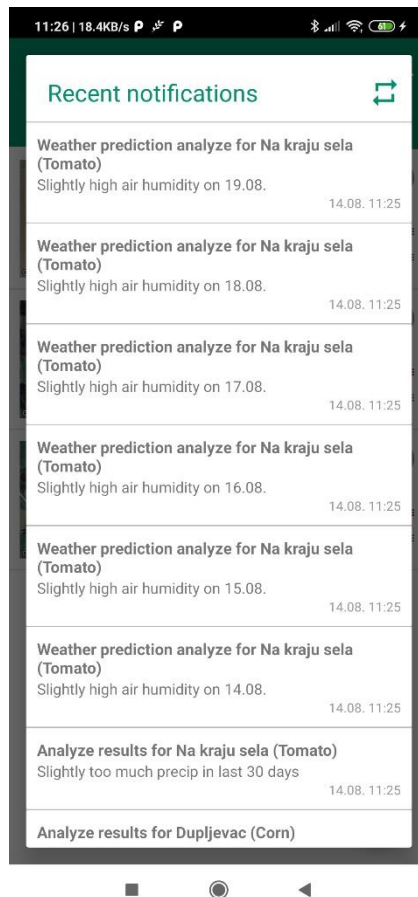 11:26 | 18.4KB/s
61
Recent notifications
Weather prediction analyze for Na kraju sela
(Tomato)
Slightly high air humidity on 19.08.
14.08. 11:25
Weather prediction analyze for Na kraju sela
(Tomato)
Slightly high air humidity on 18.08.
14.08. 11:25
Weather prediction analyze for Na kraju sela
(Tomato)
Slightly high air humidity on 17.08.
14.08. 11:25
Weather prediction analyze for Na kraju sela
(Tomato)
Slightly high air humidity on 16.08.
14.08. 11:25
Weather prediction analyze for Na kraju sela
(Tomato)
Slightly high air humidity on 15.08.
14.08. 11:25
Weather prediction analyze for Na kraju sela
(Tomato)
Slightly high air humidity on 14.08.
14.08. 11:25
Analyze results for Na kraju sela (Tomato)
Slightly too much precip in last 30 days
14.08. 11:25
Analyze results for Dupljevac (Corn)